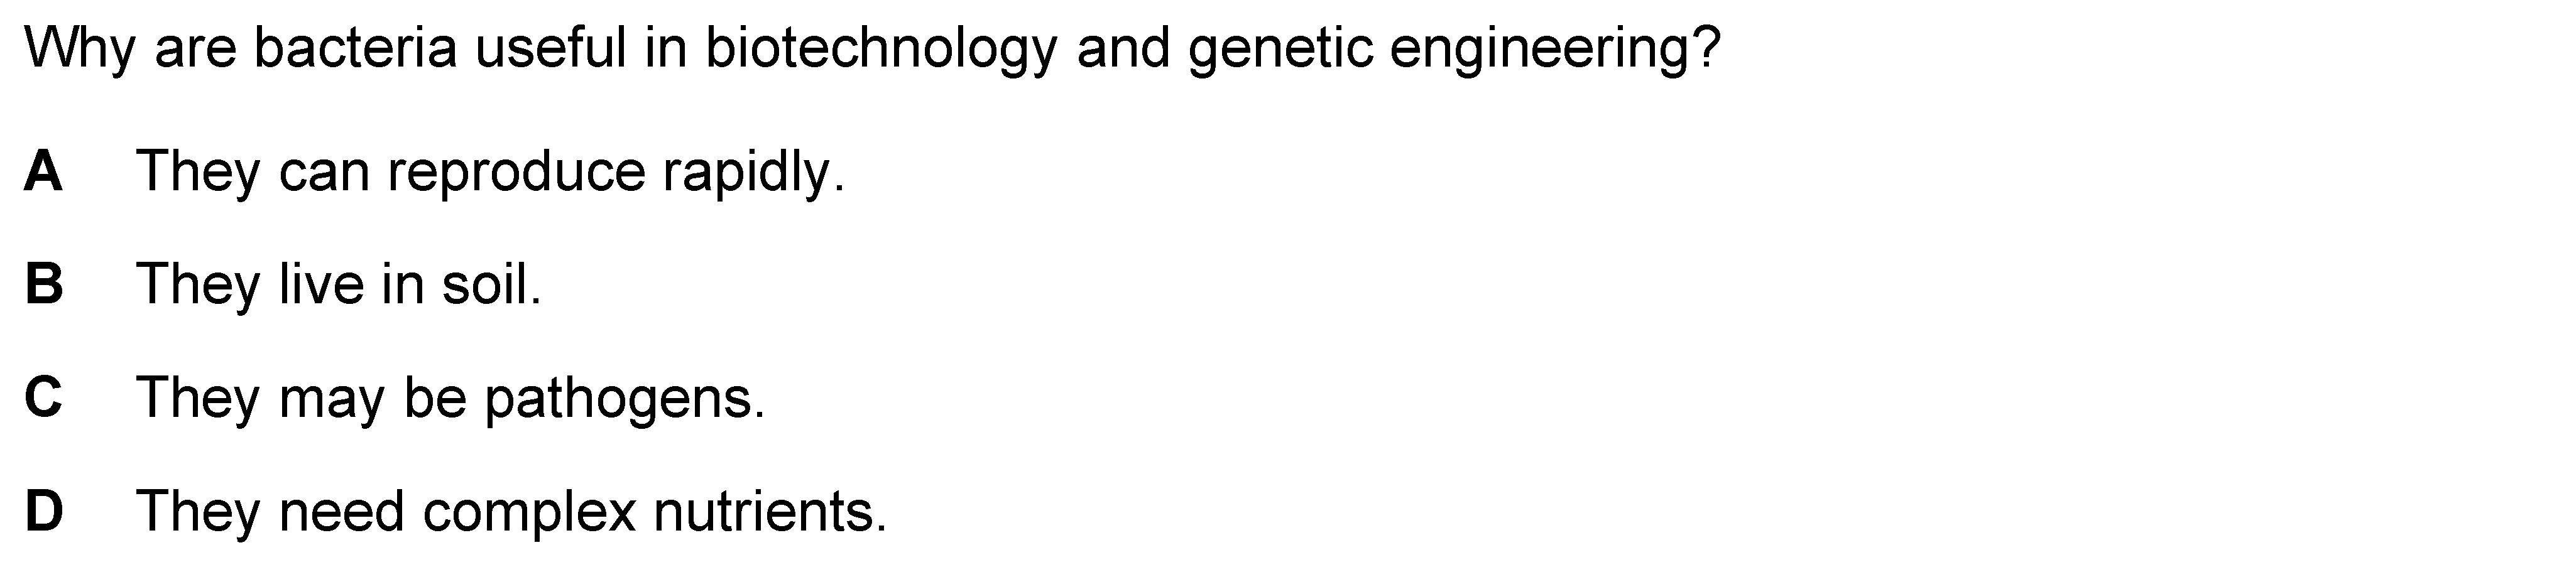 Why are bacteria useful in biotechnology and genetic engineering?
A They can reproduce rapidly.
B They live in soil.
C They may be pathogens.
D They need complex nutrients.